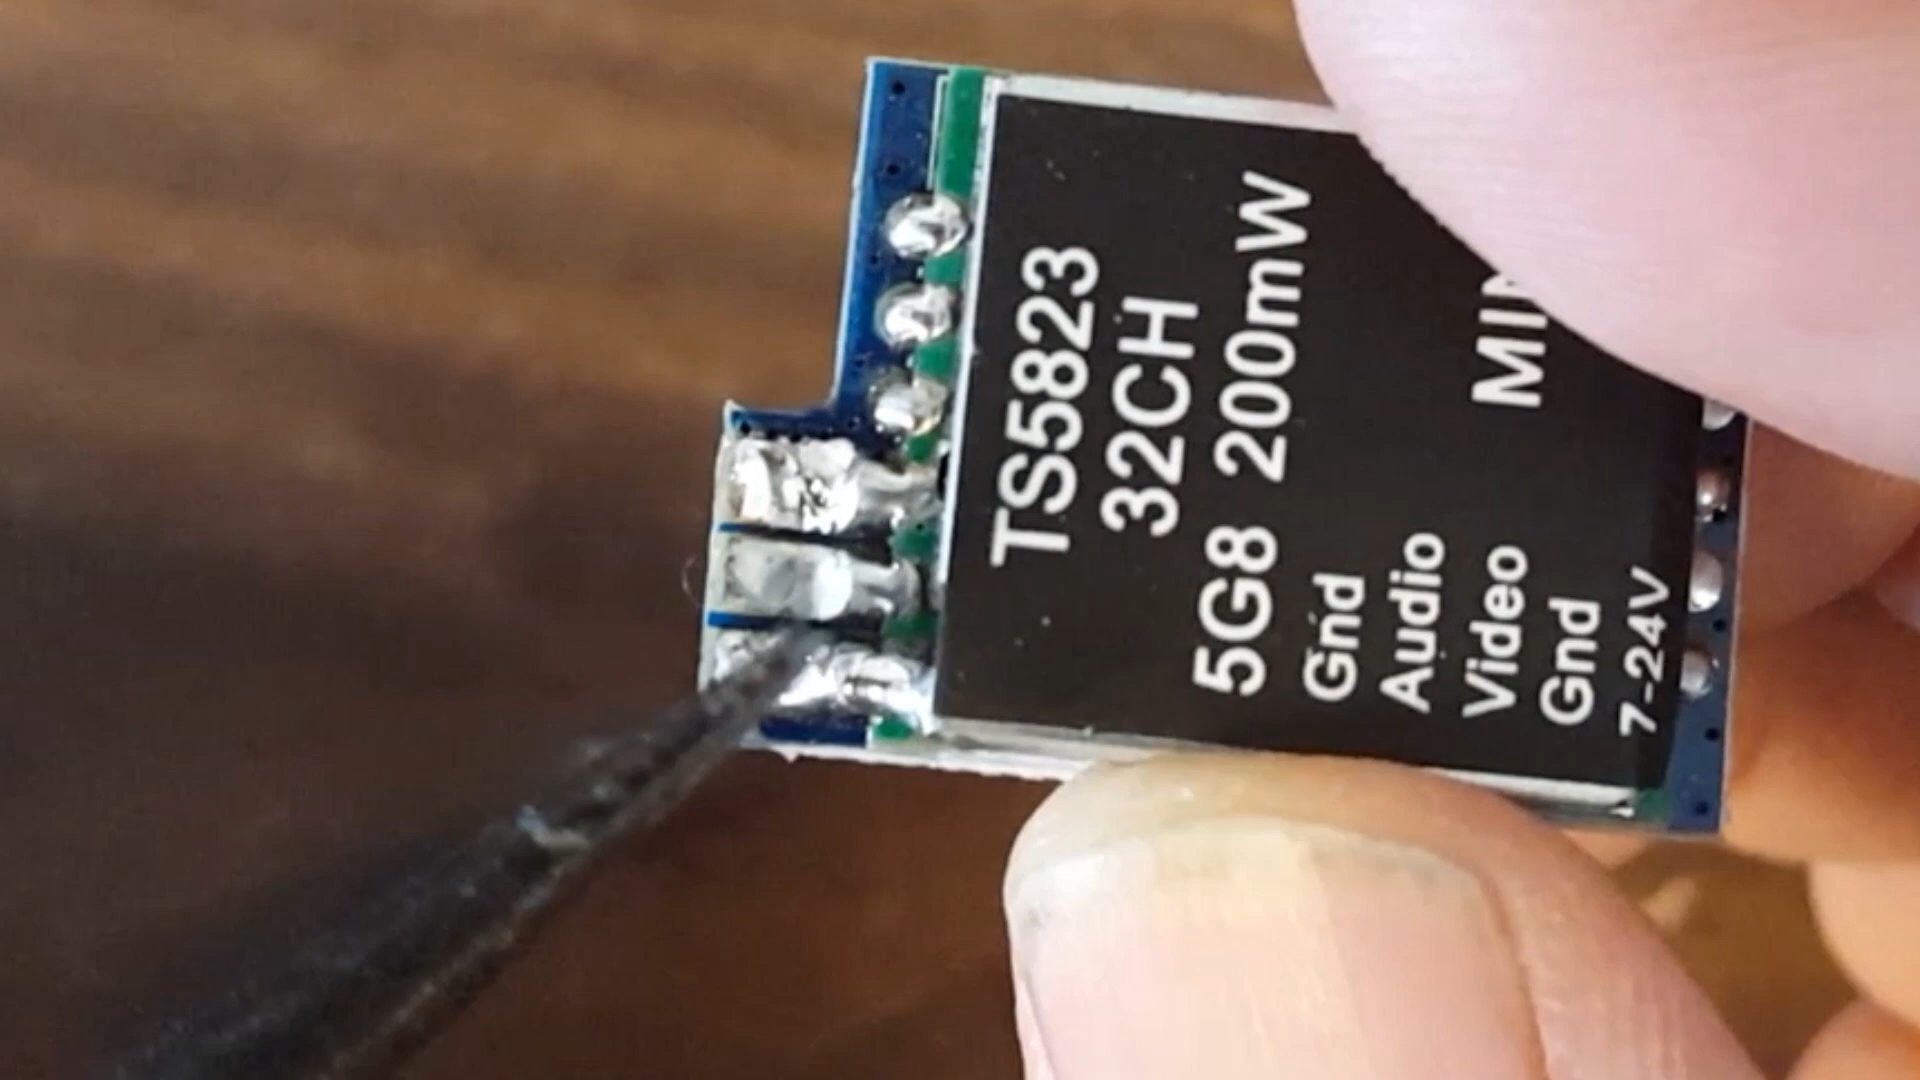 TS5823
32CH
5G8 200mW
Gnd
Audio
Video
Gnd
7-24V